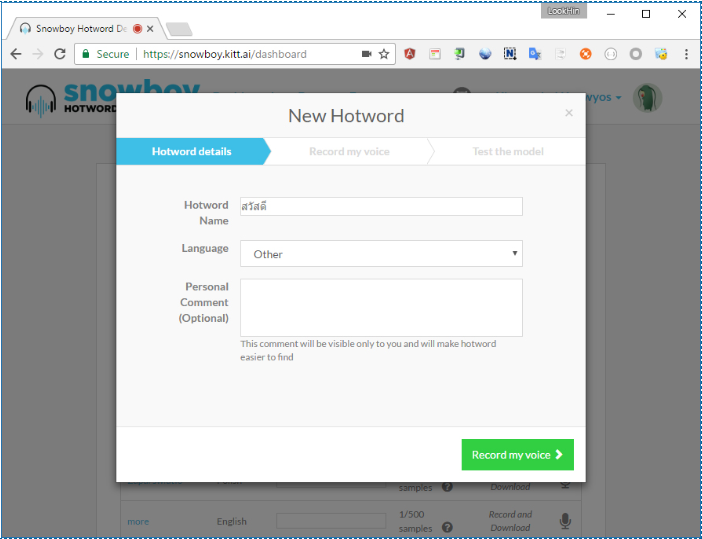 LookHin
Snowboy Hotword De
Secure
https://snowboy.kitt.ai/dashboard
snowboy
HOTWORD
New Hotword
×
Hotword details
Record my voice
Test the model
Hotword
Name
สวัสดี
Language
Other
Personal
Comment
(Optional)
This comment will be visible only to you and will make hotword
easier to find
Record my voice
samples
Download
more
English
1/500
samples
Record and
Download